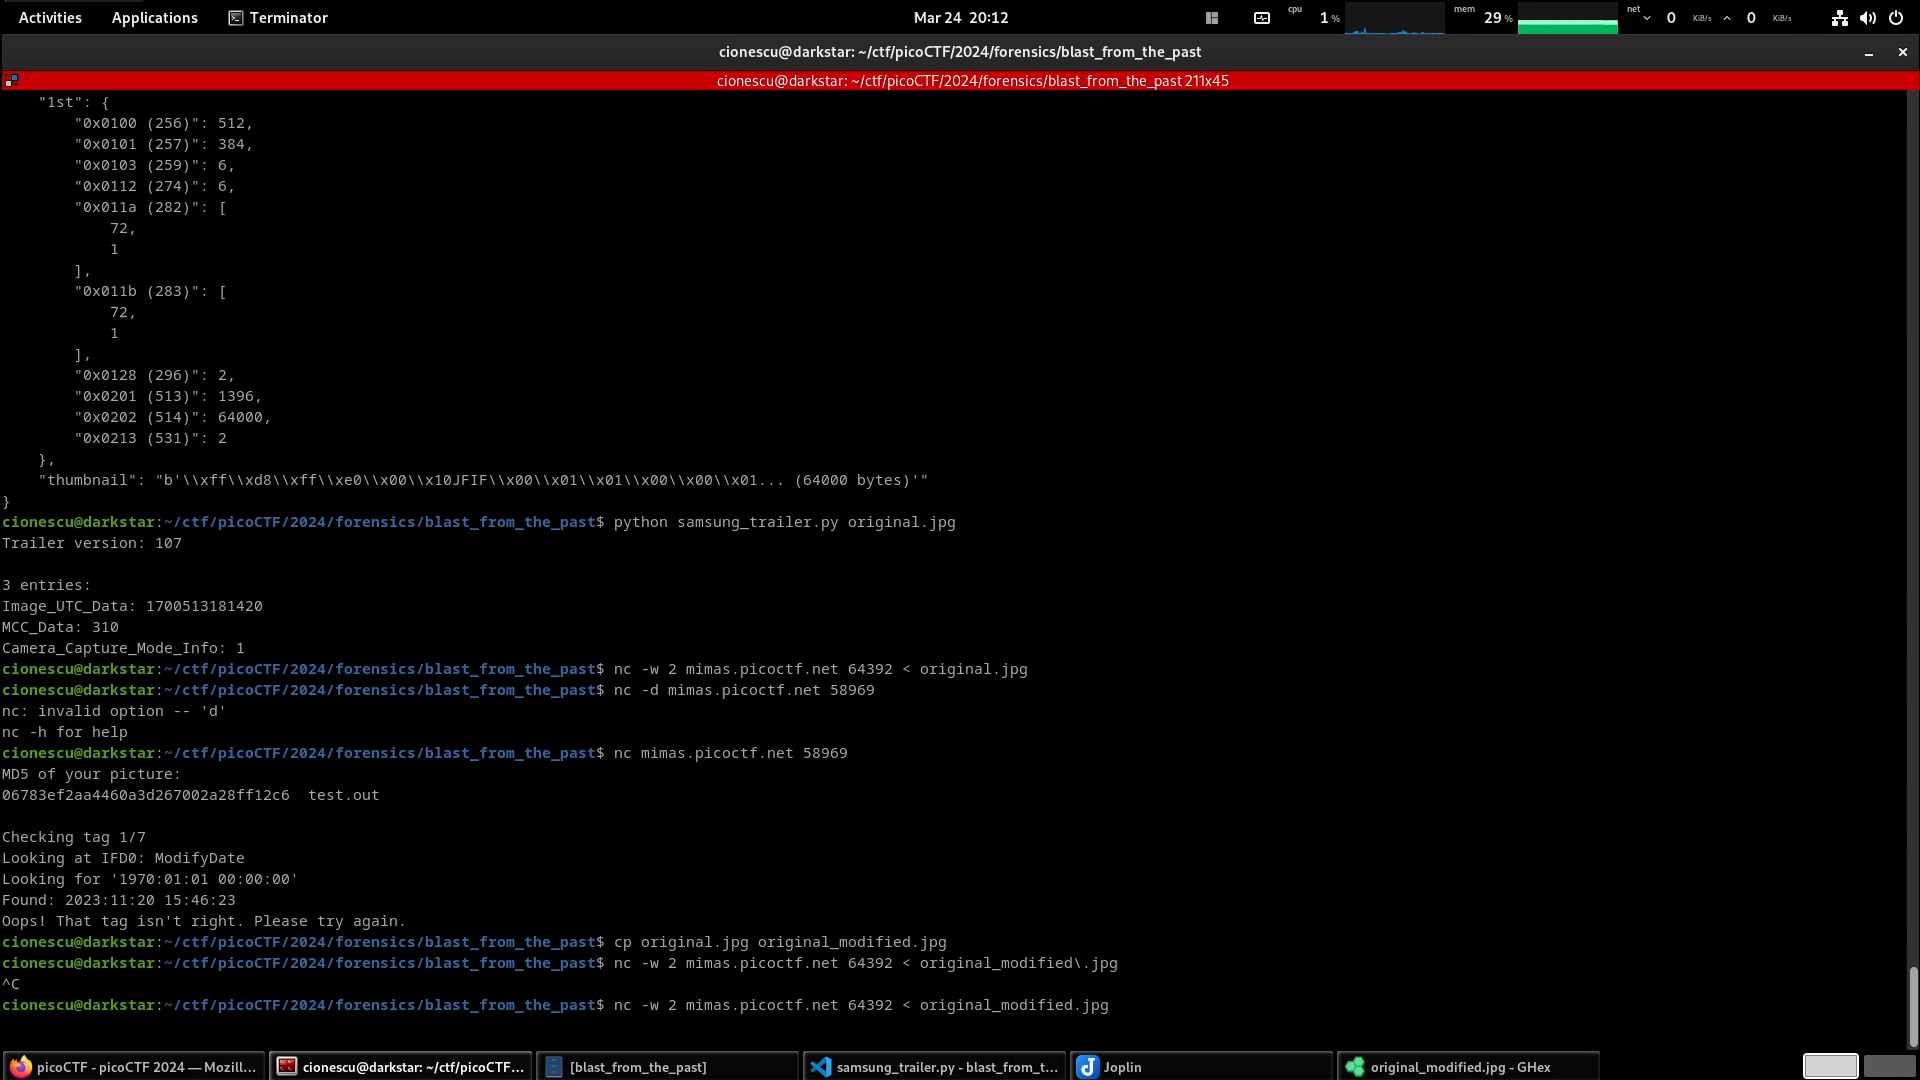 Activities Applications Terminator Mar 24 20:12 cpu 1 % mem 29 % net 0 KiB/s 0 KiB/s
cionescu@darkstar: ~/ctf/picoCTF/2024/forensics/blast_from_the_past
cionescu@darkstar: ~/ctf/picoCTF/2024/forensics/blast_from_the_past 211x45
"1st": {
"0x0100 (256)": 512,
"0x0101 (257)": 384,
"0x0103 (259)": 6,
"0x0112 (274)": 6,
"0x011a (282)": [
72,
1
],
"0x011b (283)": [
72,
1
],
"0x0128 (296)": 2,
"0x0201 (513)": 1396,
"0x0202 (514)": 64000,
"0x0213 (531)": 2
},
"thumbnail": "b'\\xff\\xd8\\xff\\xe0\\x00\\x10JFIF\\x00\\x01\\x01\\x00\\x00\\x01... (64000 bytes)'"
}
cionescu@darkstar:~/ctf/picoCTF/2024/forensics/blast_from_the_past$ python samsung_trailer.py original.jpg
Trailer version: 107
3 entries:
Image_UTC_Data: 1700513181420
MCC_Data: 310
Camera_Capture_Mode_Info: 1
cionescu@darkstar:~/ctf/picoCTF/2024/forensics/blast_from_the_past$ nc -w 2 mimas.picoctf.net 64392 < original.jpg
cionescu@darkstar:~/ctf/picoCTF/2024/forensics/blast_from_the_past$ nc -d mimas.picoctf.net 58969
nc: invalid option -- 'd'
nc -h for help
cionescu@darkstar:~/ctf/picoCTF/2024/forensics/blast_from_the_past$ nc mimas.picoctf.net 58969
MD5 of your picture:
06783ef2aa4460a3d267002a28ff12c6  test.out
Checking tag 1/7
Looking at IFD0: ModifyDate
Looking for '1970:01:01 00:00:00'
Found: 2023:11:20 15:46:23
Oops! That tag isn't right. Please try again.
cionescu@darkstar:~/ctf/picoCTF/2024/forensics/blast_from_the_past$ cp original.jpg original_modified.jpg
cionescu@darkstar:~/ctf/picoCTF/2024/forensics/blast_from_the_past$ nc -w 2 mimas.picoctf.net 64392 < original_modified\.jpg
^C
cionescu@darkstar:~/ctf/picoCTF/2024/forensics/blast_from_the_past$ nc -w 2 mimas.picoctf.net 64392 < original_modified.jpg
picoCTF - picoCTF 2024 — Mozill... cionescu@darkstar: ~/ctf/picoCTF... [blast_from_the_past] samsung_trailer.py - blast_from_t... Joplin original_modified.jpg - GHex